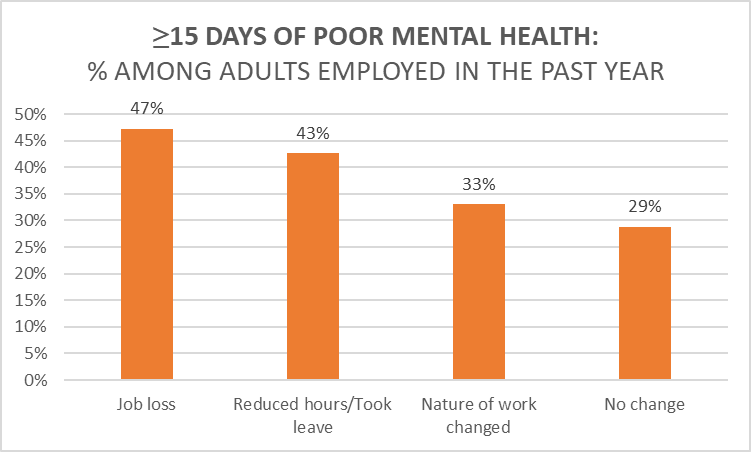 ≥15 DAYS OF POOR MENTAL HEALTH:
% AMONG ADULTS EMPLOYED IN THE PAST YEAR
50%
45%
40%
35%
30%
25%
20%
15%
10%
5%
0%
47%
43%
33%
29%
Job loss
Reduced hours/Took
leave
Nature of work
changed
No change